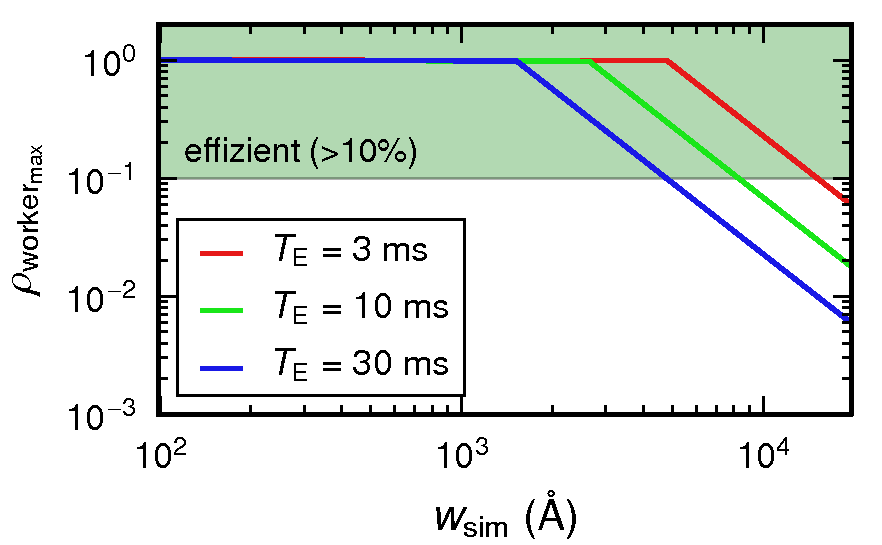 10⁰
10⁻¹
10⁻²
10⁻³
ρworkerₘₐₓ
effizient (>10%)
T_E = 3 ms
T_E = 10 ms
T_E = 30 ms
10² 10³ 10⁴
w_sim (Å)